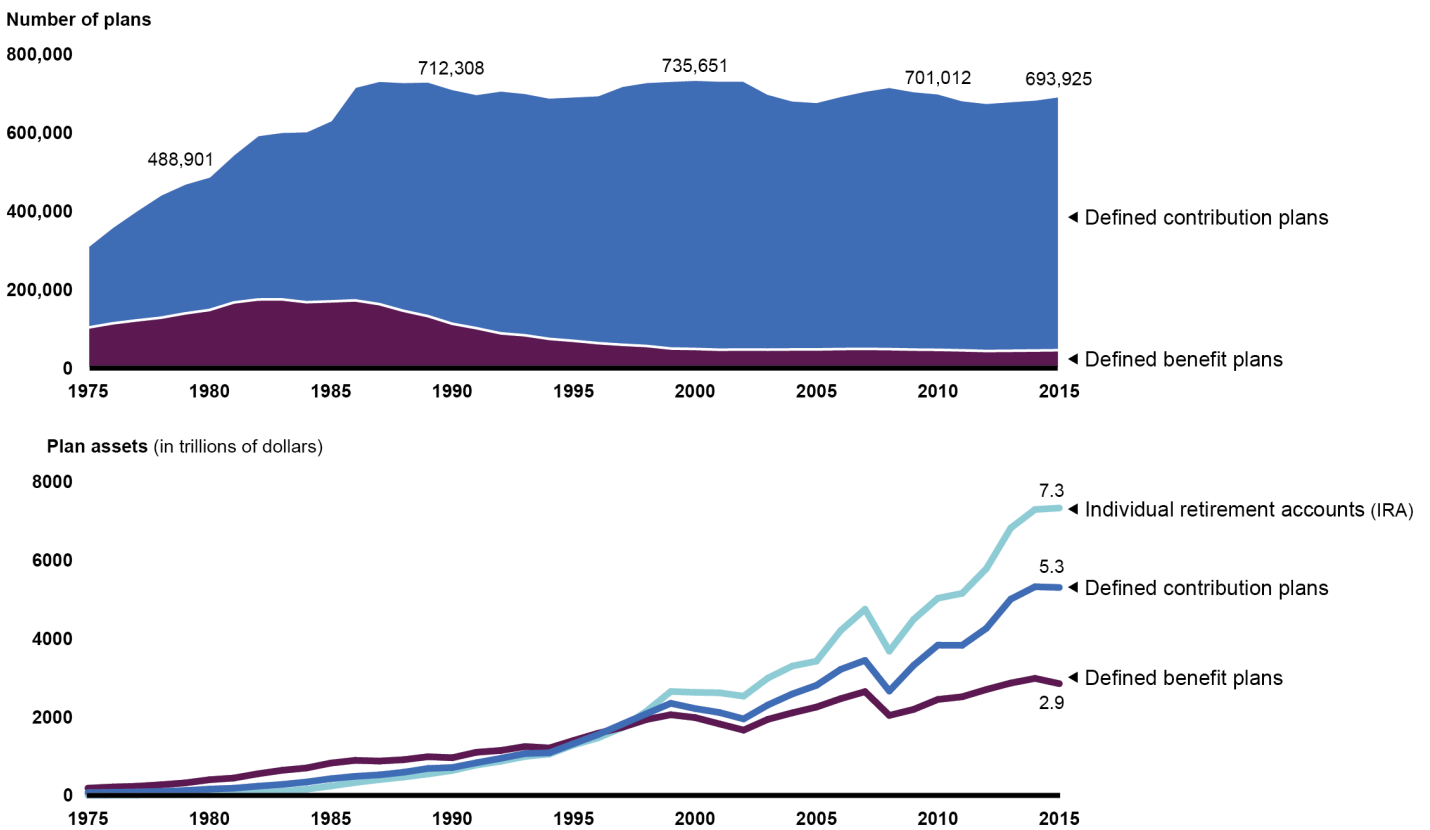 Number of plans
800,000
712,308
735,651
701,012
693,925
600,000
488,901
400,000
◄ Defined contribution plans
200,000
◄ Defined benefit plans
0
1975 1980 1985 1990 1995 2000 2005 2010 2015
Plan assets (in trillions of dollars)
8000
7.3
◄ Individual retirement accounts (IRA)
6000
5.3
◄ Defined contribution plans
4000
◄ Defined benefit plans
2.9
2000
0
1975 1980 1985 1990 1995 2000 2005 2010 2015